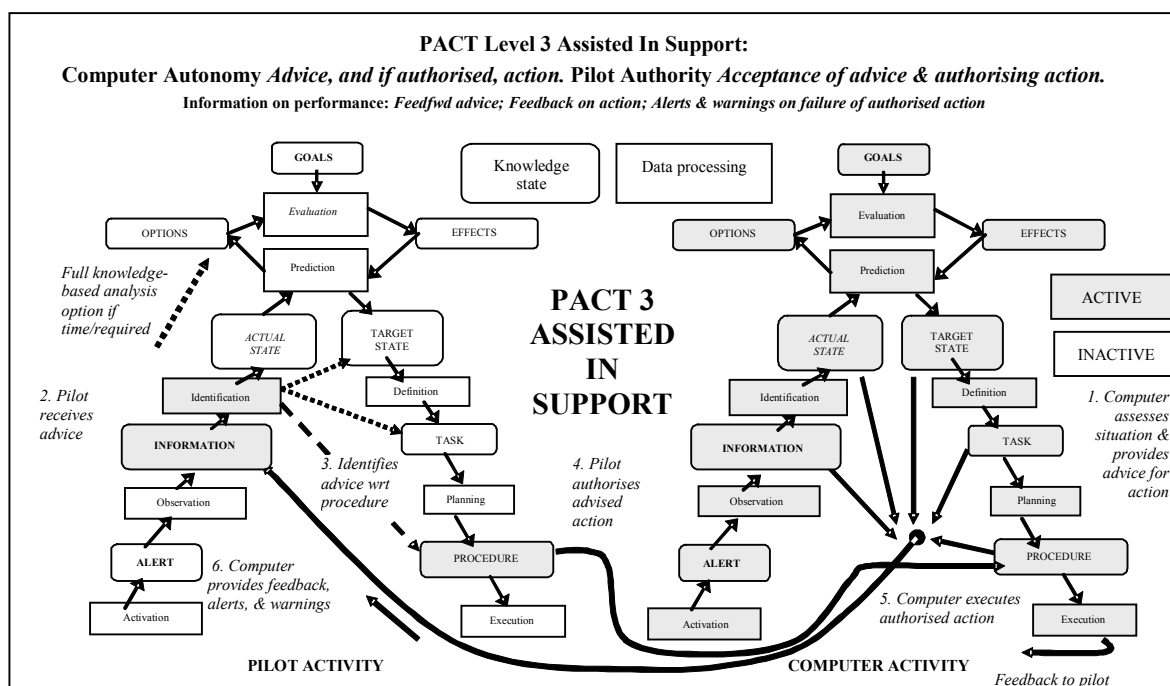 PACT Level 3 Assisted In Support:
Computer Autonomy Advice, and if authorised, action. Pilot Authority Acceptance of advice & authorising action.
Information on performance: Feedfwd advice; Feedback on action; Alerts & warnings on failure of authorised action
GOALS
Knowledge
state
Data processing
GOALS
Evaluation
Evaluation
OPTIONS
EFFECTS
OPTIONS
EFFECTS
Prediction
Prediction
Full knowledge-
based analysis
option if
time/required
PACT 3
ASSISTED
IN
SUPPORT
ACTIVE
INACTIVE
ACTUAL
STATE
TARGET
STATE
ACTUAL
STATE
TARGET
STATE
2. Pilot
receives
advice
Identification
Definition
Identification
Definition
1. Computer
assesses
situation &
provides
advice for
action
INFORMATION
TASK
INFORMATION
TASK
3. Identifies
advice wrt
procedure
4. Pilot
authorises
advised
action
Observation
Planning
Observation
Planning
ALERT
PROCEDURE
ALERT
PROCEDURE
6. Computer
provides feedback,
alerts, & warnings
5. Computer executes
authorised action
Activation
Execution
Activation
Execution
PILOT ACTIVITY
COMPUTER ACTIVITY
Feedback to pilot